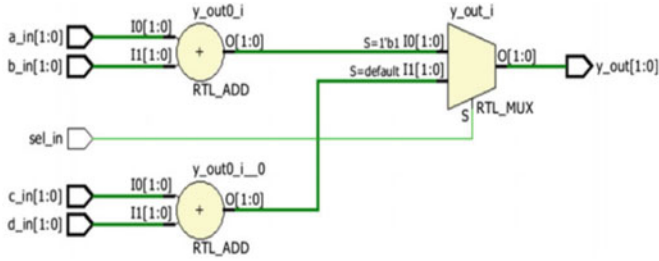 y_out0_i
a_in[1:0] I0[1:0] + O[1:0]
b_in[1:0] I1[1:0]
RTL_ADD
y_out_i
S=1'b1 I0[1:0]
S=default I1[1:0]
O[1:0] y_out[1:0]
S RTL_MUX
sel_in
y_out0_i__0
c_in[1:0] I0[1:0] + O[1:0]
d_in[1:0] I1[1:0]
RTL_ADD